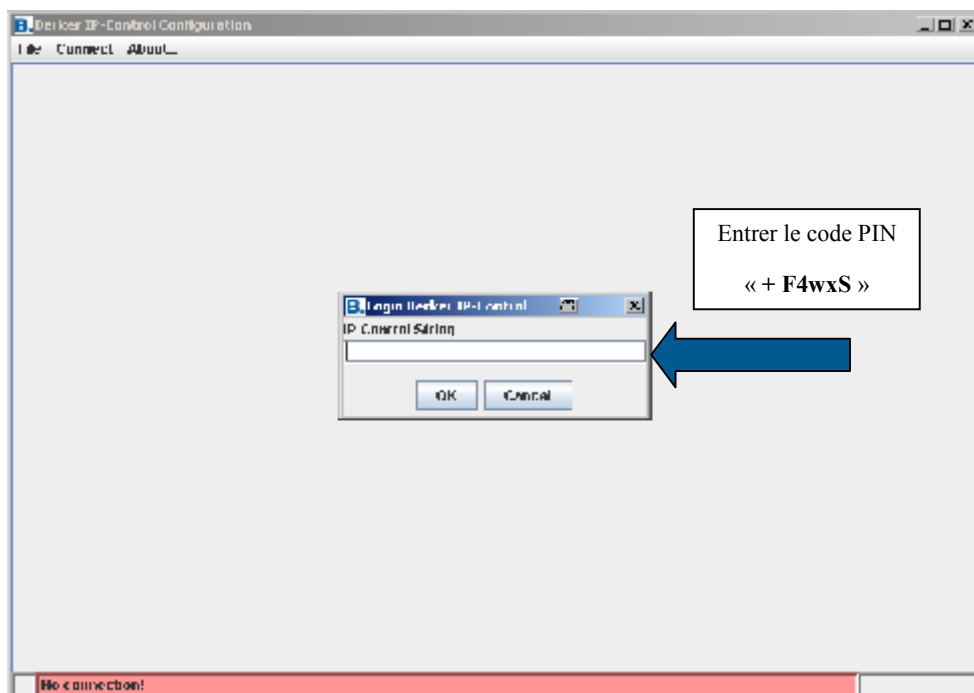 Berker IP-Control Configuration
File Connect About...
Entrer le code PIN
« + F4wxS »
Login Berker IP-Control
IP Control String
OK Cancel
No connection!